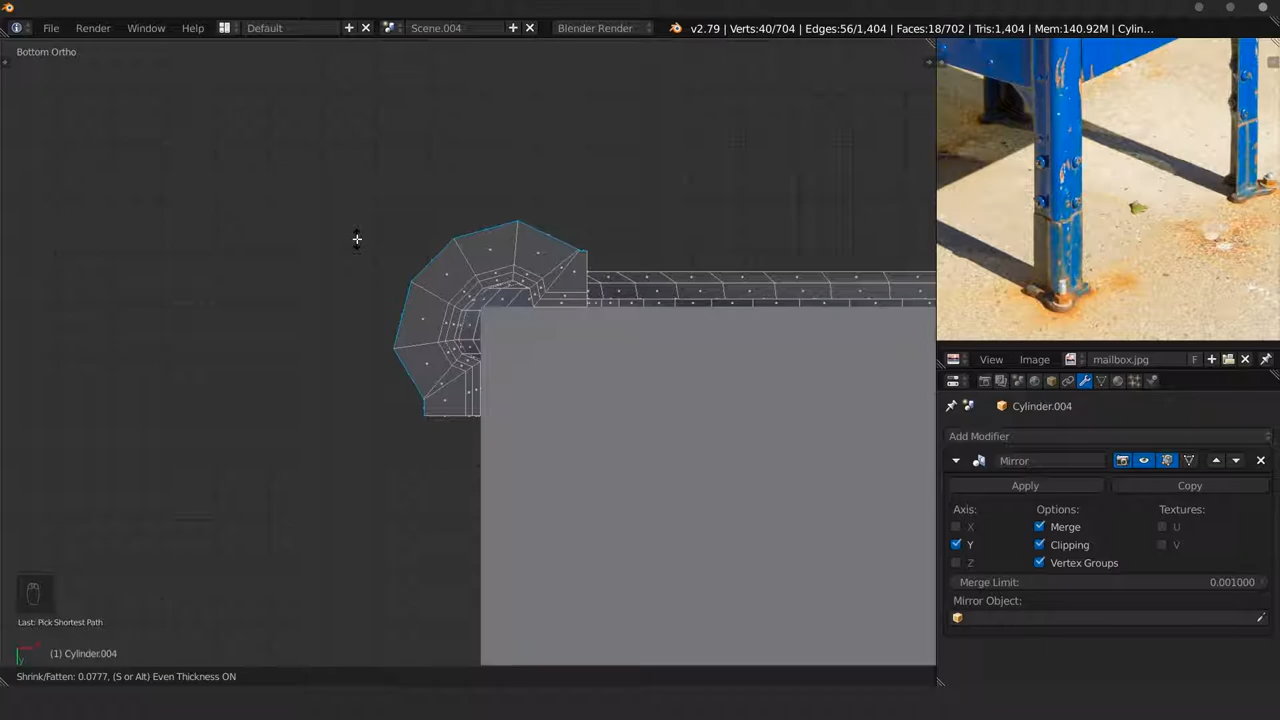 File Render Window Help Default Scene.004 Blender Render v2.79 | Verts:40/704 | Edges:56/1,404 | Faces:18/702 | Tris:1,404 | Mem:140.92M | Cylin...
Bottom Ortho
View Image mailbox.jpg F
Cylinder.004
Add Modifier
Mirror
Apply Copy
Axis: Options: Textures:
X Merge U
Y Clipping V
Z Vertex Groups
Merge Limit: 0.001000
Mirror Object:
Last: Pick Shortest Path
y
(1) Cylinder.004
Shrink/Fatten: 0.0777, (S or Alt) Even Thickness ON